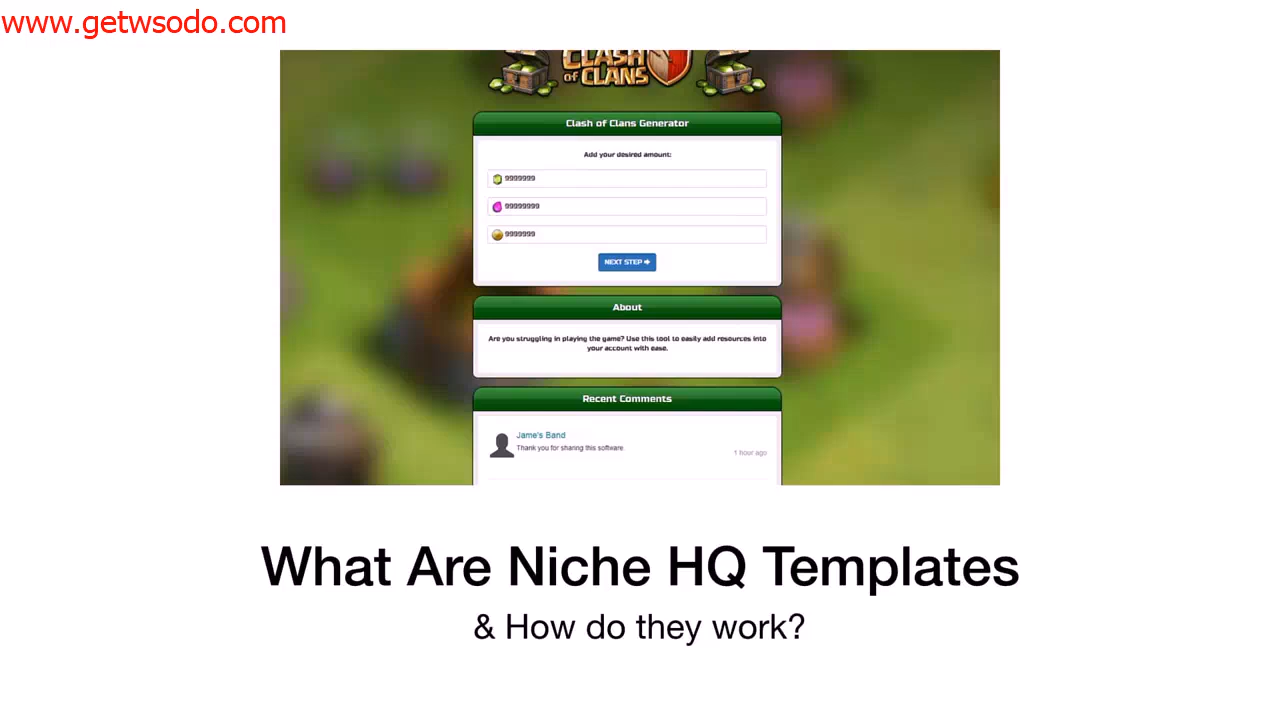 www.getwsodo.com
CLASH
OF CLANS
Clash of Clans Generator
Add your desired amount:
9999999
99999999
9999999
NEXT STEP
About
Are you struggling in playing the game? Use this tool to easily add resources into
your account with ease.
Recent Comments
Jame's Band
Thank you for sharing this software.
1 hour ago
What Are Niche HQ Templates
& How do they work?